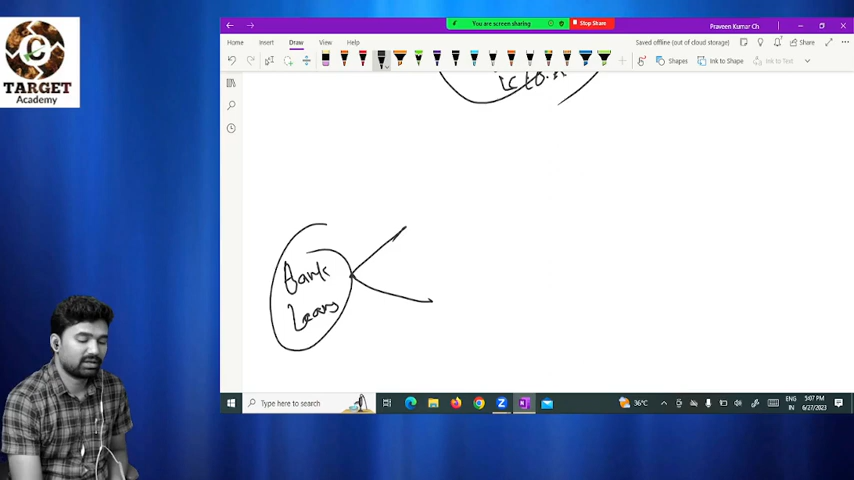 TARGET
Academy
You are screen sharing
Stop Share
Praveen Kumar Ch
Home Insert Draw View Help
Saved offline (out of cloud storage)
Share
Shapes
Ink to Shape
Ink to Text
Bank
Loans
Type here to search
36°C
ENG
IN
5:07 PM
6/27/2023